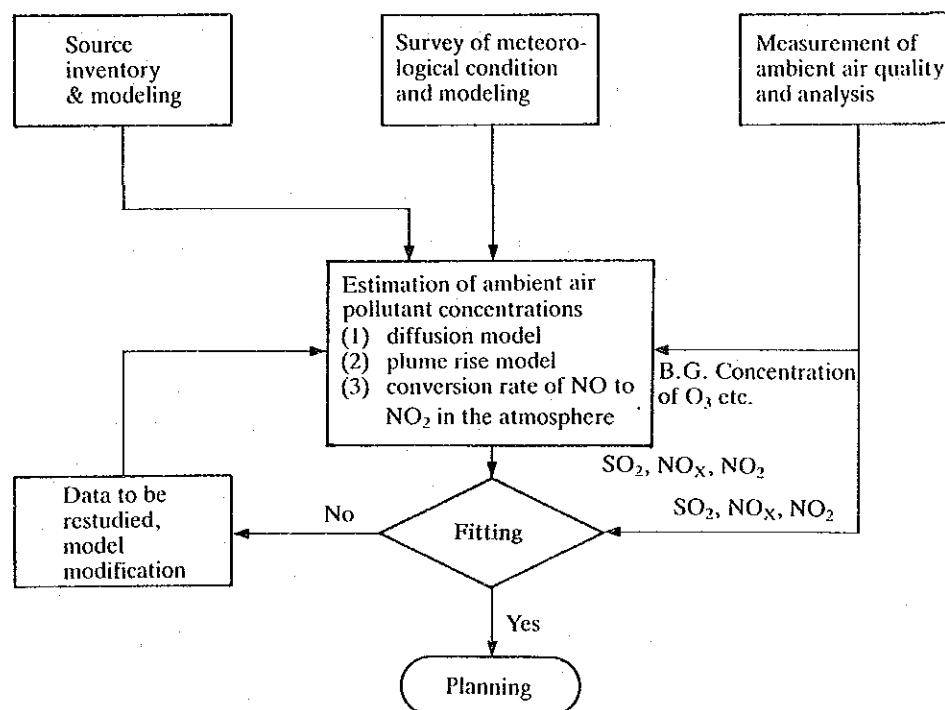 Source
inventory
& modeling
Survey of meteoro-
logical condition
and modeling
Measurement of
ambient air quality
and analysis
Estimation of ambient air
pollutant concentrations
(1) diffusion model
(2) plume rise model
(3) conversion rate of NO to
NO₂ in the atmosphere
B.G. Concentration
of O₃ etc.
SO₂, NOₓ, NO₂
SO₂, NOₓ, NO₂
Data to be
restudied,
model
modification
No
Fitting
Yes
Planning